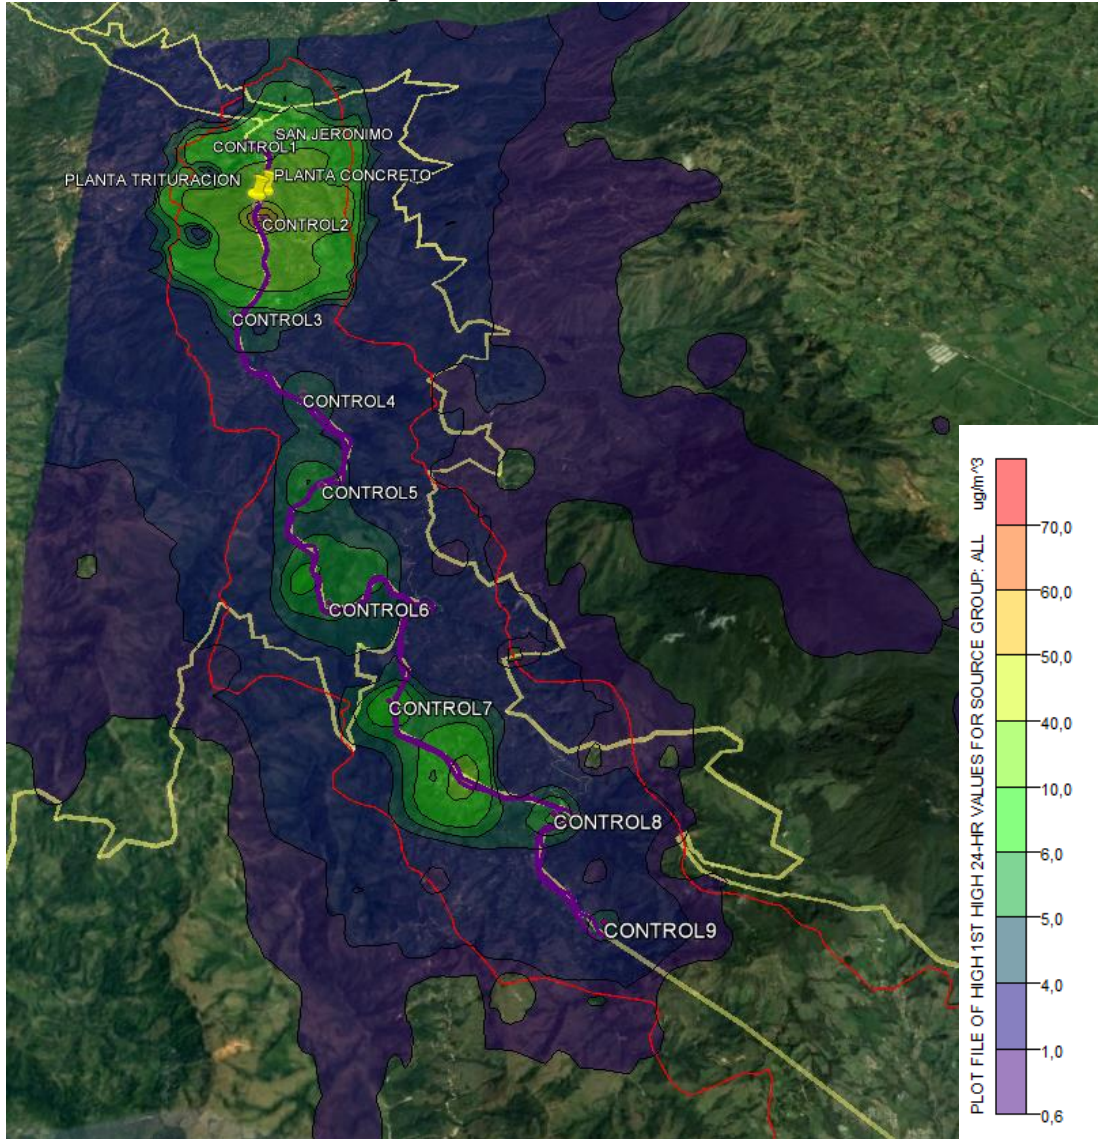 SAN JERONIMO
CONTROL1
PLANTA TRITURACION
PLANTA CONCRETO
CONTROL2
CONTROL3
CONTROL4
CONTROL5
CONTROL6
CONTROL7
CONTROL8
CONTROL9
PLOT FILE OF HIGH 1ST HIGH 24-HR VALUES FOR SOURCE GROUP: ALL
ug/m^3
70,0
60,0
50,0
40,0
10,0
6,0
5,0
4,0
1,0
0,6